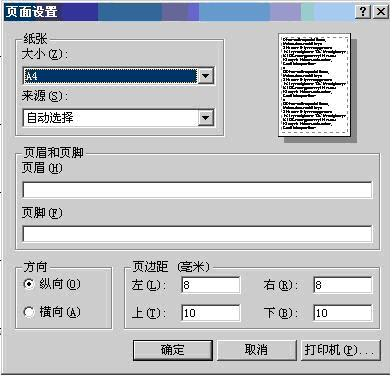 页面设置
纸张
大小(Z):
A4
来源(S):
自动选择
页眉和页脚
页眉(H)
页脚(F)
方向
纵向(O)
横向(A)
页边距 (毫米)
左(L): 8 右(R): 8
上(T): 10 下(B): 10
确定 取消 打印机(P)...